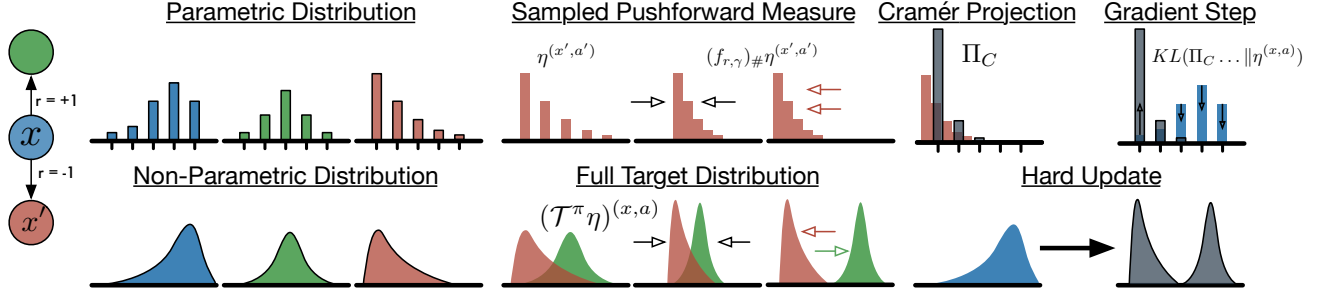 Parametric Distribution
Sampled Pushforward Measure
Cramér Projection
Gradient Step
η^{(x′,a′)}
(f_{r,γ})_# η^{(x′,a′)}
Π_C
KL(Π_C … ∥η^{(x,a)})
r = +1
x
r = -1
x′
Non-Parametric Distribution
Full Target Distribution
Hard Update
(𝒯^π η)^{(x,a)}